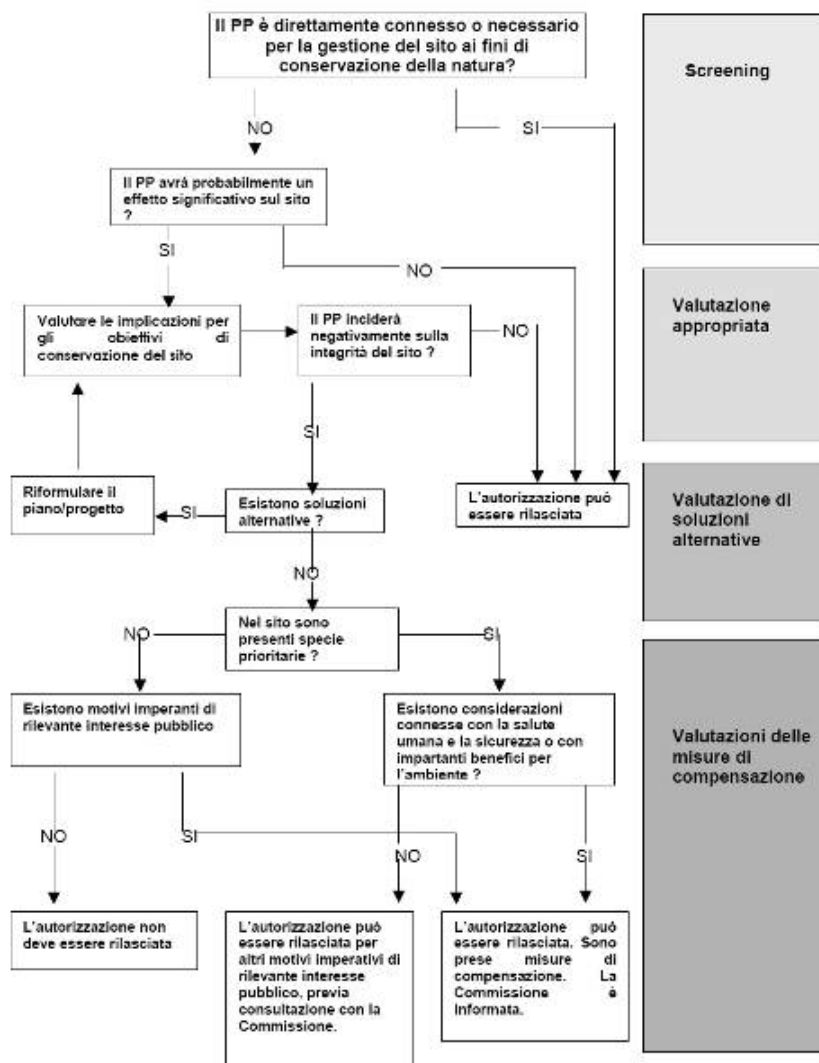 Il PP è direttamente connesso o necessario
per la gestione del sito ai fini di
conservazione della natura?
Screening
NO
SI
Il PP avrà probabilmente un
effetto significativo sul sito
?
SI
NO
Valutazione
appropriata
Valutare le implicazioni per
gli obiettivi di
conservazione del sito
Il PP inciderà
negativamente sulla
integrità del sito ?
NO
SI
Riformulare il
piano/progetto
SI
Esistono soluzioni
alternative ?
L'autorizzazione può
essere rilasciata
Valutazione di
soluzioni
alternative
NO
NO
Nel sito sono
presenti specie
prioritarie ?
SI
Esistono motivi imperanti di
rilevante interesse pubblico
Esistono considerazioni
connesse con la salute
umana e la sicurezza o con
impartanti benefici per
l'ambiente ?
Valutazioni delle
misure di
compensazione
NO
SI
NO
SI
L'autorizzazione non
deve essere rilasciata
L'autorizzazione può
essere rilasciata per
altri motivi imperativi di
rilevante interesse
pubblico, previa
consultazione con la
Commissione.
L'autorizzazione può
essere rilasciata. Sono
prese misure di
compensazione. La
Commissione è
informata.